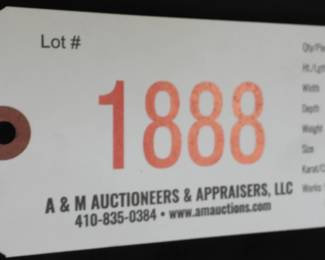 Lot #
1888
A & M AUCTIONEERS & APPRAISERS, LLC
410-835-0384 • www.amauctions.com
Width
Depth
Weight
Size